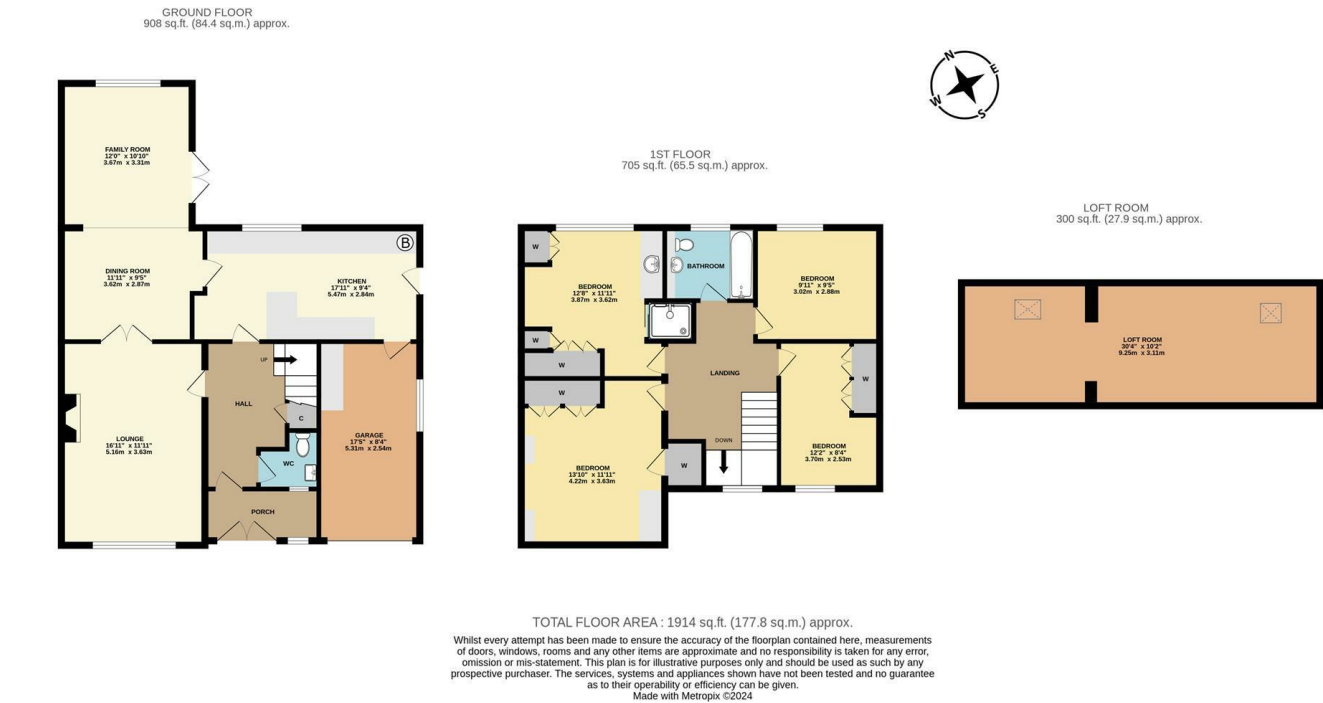 GROUND FLOOR
908 sq.ft. (84.4 sq.m.) approx.
FAMILY ROOM
12'0" x 10'10"
3.67m x 3.31m
DINING ROOM
11'11" x 9'5"
3.62m x 2.87m
B
KITCHEN
17'11" x 9'4"
5.47m x 2.84m
UP
HALL
C
LOUNGE
16'11" x 11'11"
5.16m x 3.63m
WC
GARAGE
17'5" x 8'4"
5.31m x 2.54m
PORCH
1ST FLOOR
705 sq.ft. (65.5 sq.m.) approx.
W
BEDROOM
12'8" x 11'11"
3.87m x 3.62m
BATHROOM
BEDROOM
9'11" x 9'5"
3.02m x 2.88m
W
W
W
LANDING
W
DOWN
BEDROOM
12'2" x 8'4"
3.70m x 2.53m
BEDROOM
13'10" x 11'11"
4.22m x 3.63m
W
N
E
S
W
LOFT ROOM
300 sq.ft. (27.9 sq.m.) approx.
LOFT ROOM
30'4" x 10'2"
9.25m x 3.11m
TOTAL FLOOR AREA : 1914 sq.ft. (177.8 sq.m.) approx.
Whilst every attempt has been made to ensure the accuracy of the floorplan contained here, measurements
of doors, windows, rooms and any other items are approximate and no responsibility is taken for any error,
omission or mis-statement. This plan is for illustrative purposes only and should be used as such by any
prospective purchaser. The services, systems and appliances shown have not been tested and no guarantee
as to their operability or efficiency can be given.
Made with Metropix ©2024